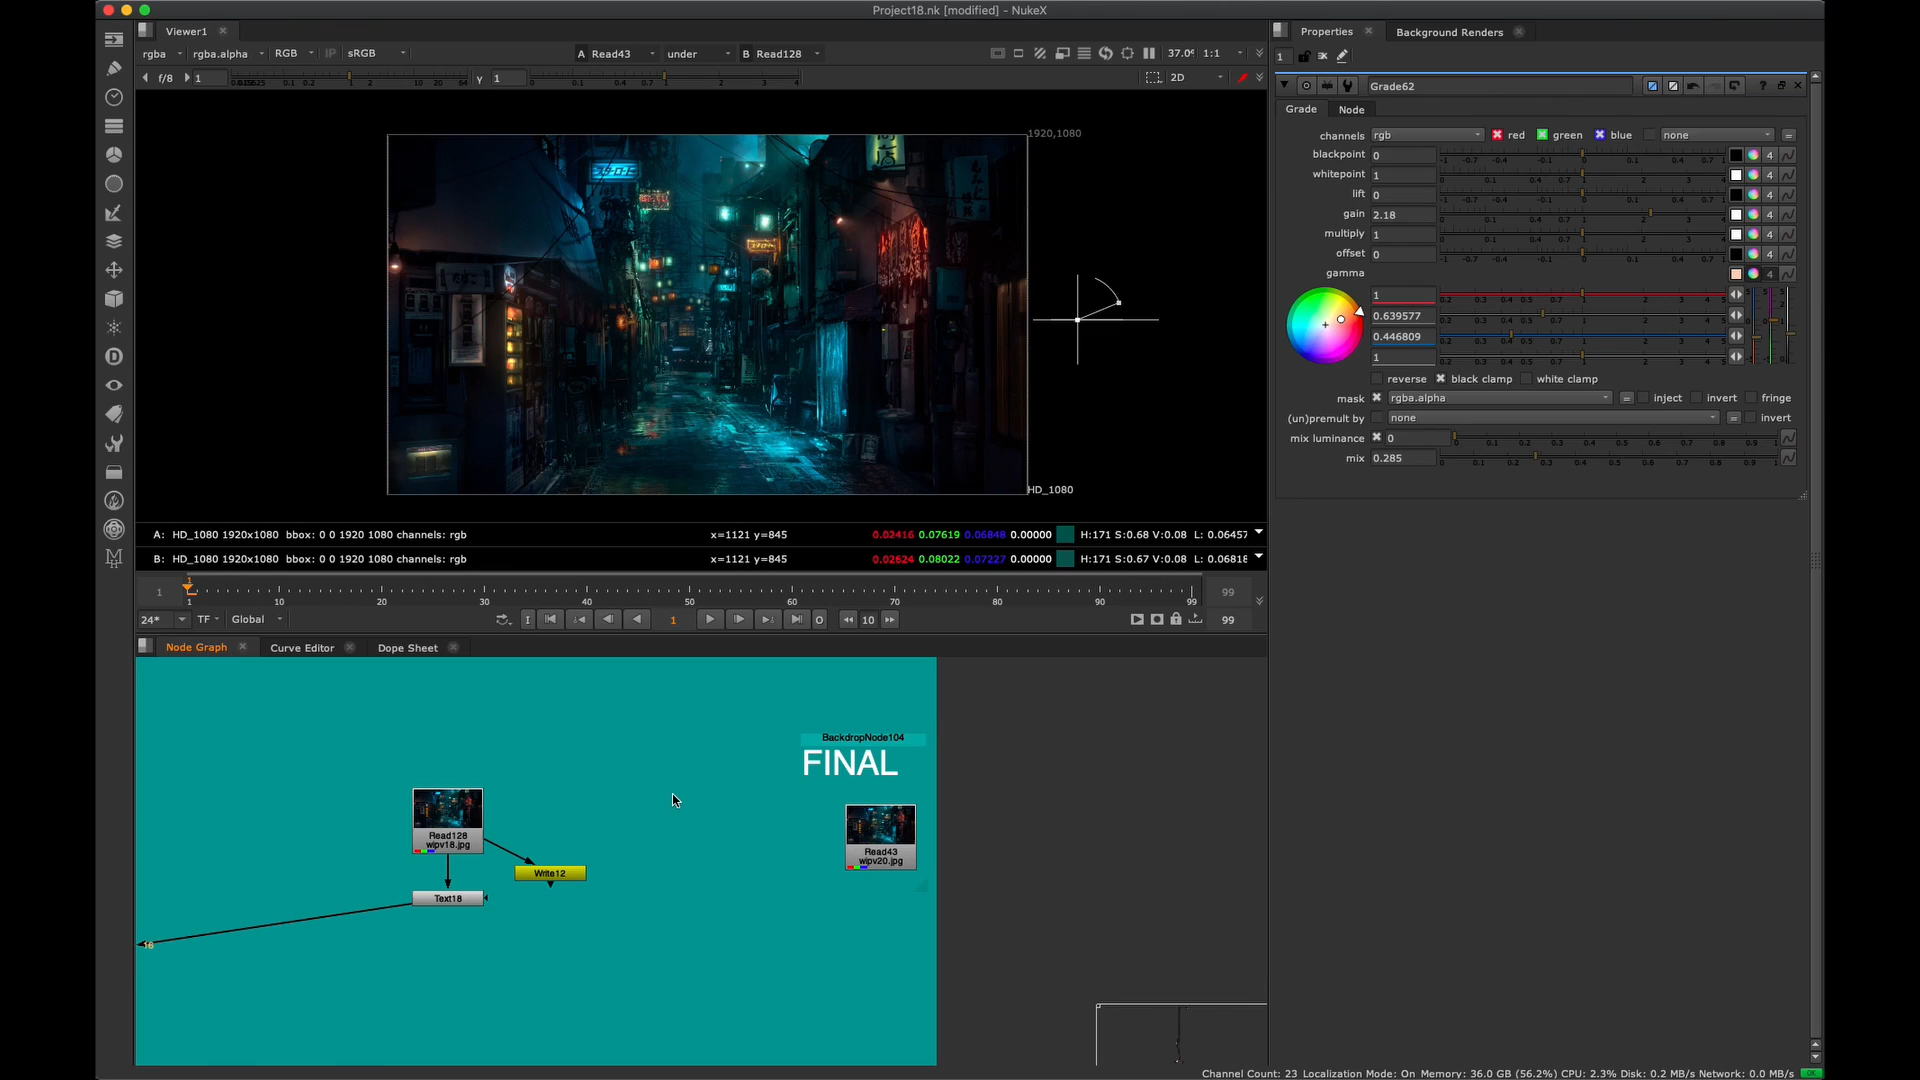 Project18.nk [modified] - NukeX
Viewer1
Properties
Background Renders
rgba
rgba.alpha
RGB
IP
sRGB
A Read43
under
B Read128
37.0%
1:1
1
f/8
1
y 1
2D
Grade62
Grade
Node
channels rgb red green blue none =
1920,1080
blackpoint 0
whitepoint 1
lift 0
gain 2.18
multiply 1
offset 0
gamma
1
0.639577
0.446809
1
reverse black clamp white clamp
mask rgba.alpha = inject invert fringe
(un)premult by none = invert
mix luminance 0
mix 0.285
HD_1080
A: HD_1080 1920x1080 bbox: 0 0 1920 1080 channels: rgb x=1121 y=845 0.02416 0.07619 0.06848 0.00000 H:171 S:0.68 V:0.08 L: 0.06457
B: HD_1080 1920x1080 bbox: 0 0 1920 1080 channels: rgb x=1121 y=845 0.02624 0.08022 0.07227 0.00000 H:171 S:0.67 V:0.08 L: 0.06818
1
1
1 10 20 30 40 50 60 70 80 90 99
99
24*
TF
Global
I
1
O
10
99
Node Graph
Curve Editor
Dope Sheet
BackdropNode104
FINAL
Read128
wipv18.jpg
Write12
Text18
Read43
wipv20.jpg
Channel Count: 23 Localization Mode: On Memory: 36.0 GB (56.2%) CPU: 2.3% Disk: 0.2 MB/s Network: 0.0 MB/s